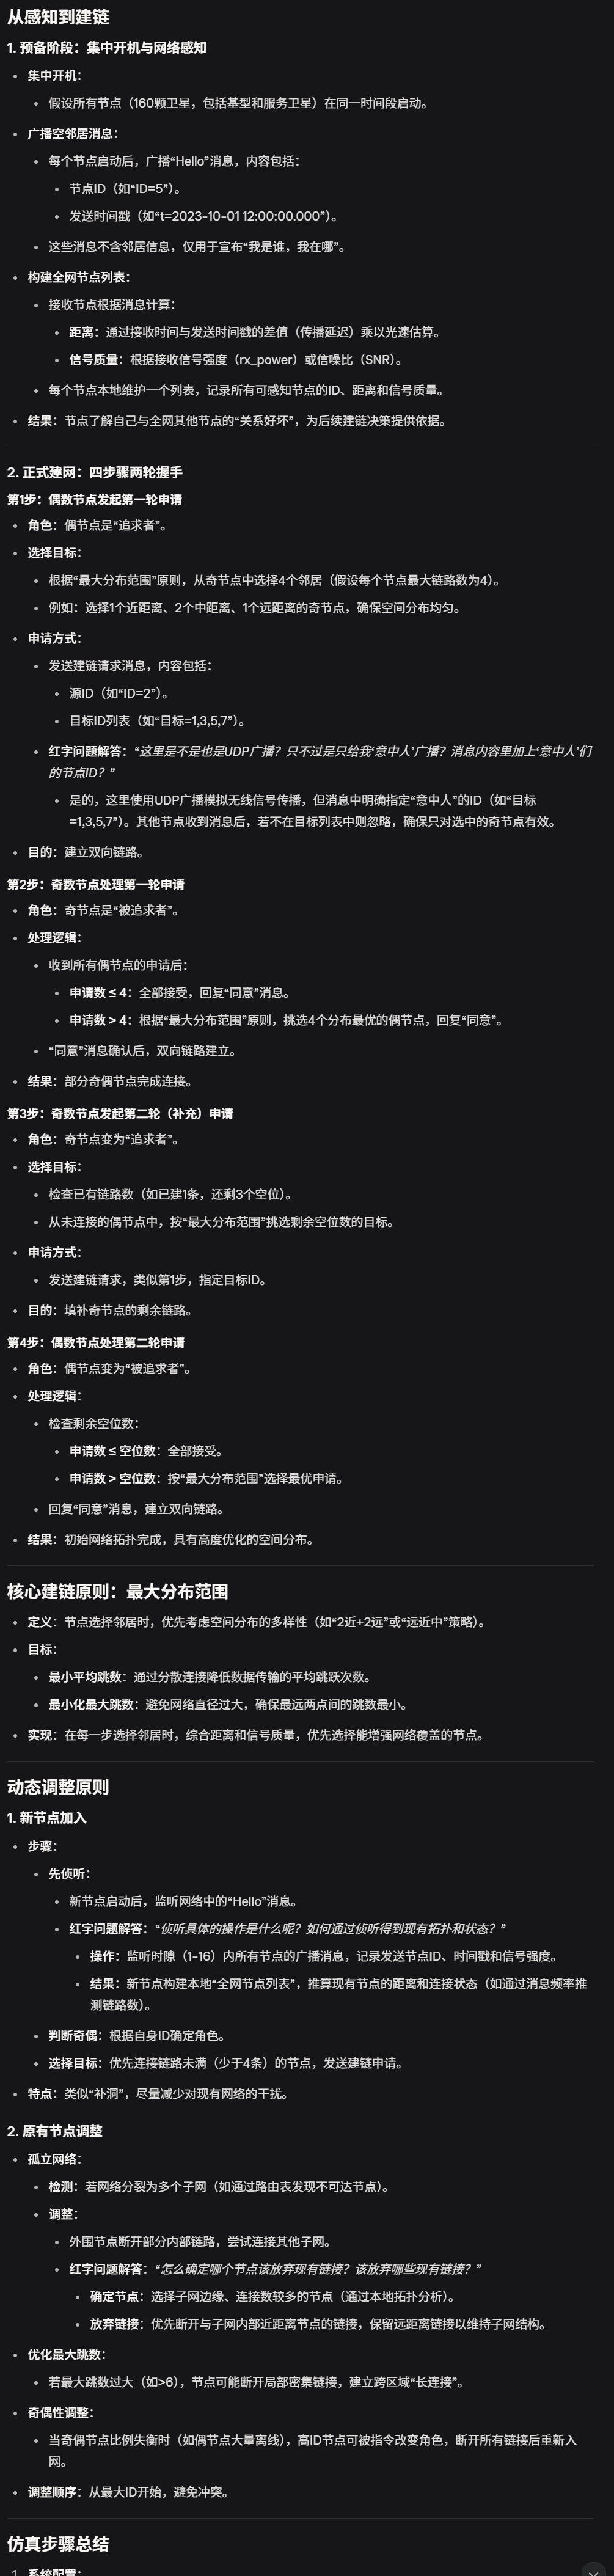 从感知到建链
1. 预备阶段：集中开机与网络感知
• 集中开机：
• 假设所有节点（160颗卫星，包括基型和服务卫星）在同一时间段启动。
• 广播空邻居消息：
• 每个节点启动后，广播“Hello”消息，内容包括：
• 节点ID（如“ID=5”）。
• 发送时间戳（如“t=2023-10-01 12:00:00.000”）。
• 这些消息不含邻居信息，仅用于宣布“我是谁，我在哪”。
• 构建全网节点列表：
• 接收节点根据消息计算：
• 距离：通过接收时间与发送时间戳的差值（传播延迟）乘以光速估算。
• 信号质量：根据接收信号强度（rx_power）或信噪比（SNR）。
• 每个节点本地维护一个列表，记录所有可感知节点的ID、距离和信号质量。
• 结果：节点了解自己与全网其他节点的“关系好坏”，为后续建链决策提供依据。
2. 正式建网：四步骤两轮握手
第1步：偶数节点发起第一轮申请
• 角色：偶节点是“追求者”。
• 选择目标：
• 根据“最大分布范围”原则，从奇节点中选择4个邻居（假设每个节点最大链路数为4）。
• 例如：选择1个近距离、2个中距离、1个远距离的奇节点，确保空间分布均匀。
• 申请方式：
• 发送建链请求消息，内容包括：
• 源ID（如“ID=2”）。
• 目标ID列表（如“目标=1,3,5,7”）。
• 红字问题解答：“这里是不是也是UDP广播？只不过是只给我‘意中人’广播？消息内容里加上‘意中人’们
的节点ID？”
• 是的，这里使用UDP广播模拟无线信号传播，但消息中明确指定“意中人”的ID（如“目标
=1,3,5,7”）。其他节点收到消息后，若不在目标列表中则忽略，确保只对选中的奇节点有效。
• 目的：建立双向链路。
第2步：奇数节点处理第一轮申请
• 角色：奇节点是“被追求者”。
• 处理逻辑：
• 收到所有偶节点的申请后：
• 申请数 ≤ 4：全部接受，回复“同意”消息。
• 申请数 > 4：根据“最大分布范围”原则，挑选4个分布最优的偶节点，回复“同意”。
• “同意”消息确认后，双向链路建立。
• 结果：部分奇偶节点完成连接。
第3步：奇数节点发起第二轮（补充）申请
• 角色：奇节点变为“追求者”。
• 选择目标：
• 检查已有链路数（如已建1条，还剩3个空位）。
• 从未连接的偶节点中，按“最大分布范围”挑选剩余空位数的目标。
• 申请方式：
• 发送建链请求，类似第1步，指定目标ID。
• 目的：填补奇节点的剩余链路。
第4步：偶数节点处理第二轮申请
• 角色：偶节点变为“被追求者”。
• 处理逻辑：
• 检查剩余空位数：
• 申请数 ≤ 空位数：全部接受。
• 申请数 > 空位数：按“最大分布范围”选择最优申请。
• 回复“同意”消息，建立双向链路。
• 结果：初始网络拓扑完成，具有高度优化的空间分布。
核心建链原则：最大分布范围
• 定义：节点选择邻居时，优先考虑空间分布的多样性（如“2近+2远”或“远近中”策略）。
• 目标：
• 最小平均跳数：通过分散连接降低数据传输的平均跳跃次数。
• 最小化最大跳数：避免网络直径过大，确保最远两点间的跳数最小。
• 实现：在每一步选择邻居时，综合距离和信号质量，优先选择能增强网络覆盖的节点。
动态调整原则
1. 新节点加入
• 步骤：
• 先侦听：
• 新节点启动后，监听网络中的“Hello”消息。
• 红字问题解答：“侦听具体的操作是什么呢？如何通过侦听得到现有拓扑和状态？”
• 操作：监听时隙（1-16）内所有节点的广播消息，记录发送节点ID、时间戳和信号强度。
• 结果：新节点构建本地“全网节点列表”，推算现有节点的距离和连接状态（如通过消息频率推
测链路数）。
• 判断奇偶：根据自身ID确定角色。
• 选择目标：优先连接链路未满（少于4条）的节点，发送建链申请。
• 特点：类似“补洞”，尽量减少对现有网络的干扰。
2. 原有节点调整
• 孤立网络：
• 检测：若网络分裂为多个子网（如通过路由表发现不可达节点）。
• 调整：
• 外围节点断开部分内部链路，尝试连接其他子网。
• 红字问题解答：“怎么确定哪个节点该放弃现有链接？该放弃哪些现有链接？”
• 确定节点：选择子网边缘、连接数较多的节点（通过本地拓扑分析）。
• 放弃链接：优先断开与子网内部近距离节点的链接，保留远距离链接以维持子网结构。
• 优化最大跳数：
• 若最大跳数过大（如>6），节点可能断开局部密集链接，建立跨区域“长连接”。
• 奇偶性调整：
• 当奇偶节点比例失衡时（如偶节点大量离线），高ID节点可被指令改变角色，断开所有链接后重新入
网。
• 调整顺序：从最大ID开始，避免冲突。
仿真步骤总结
1. 系统配置：